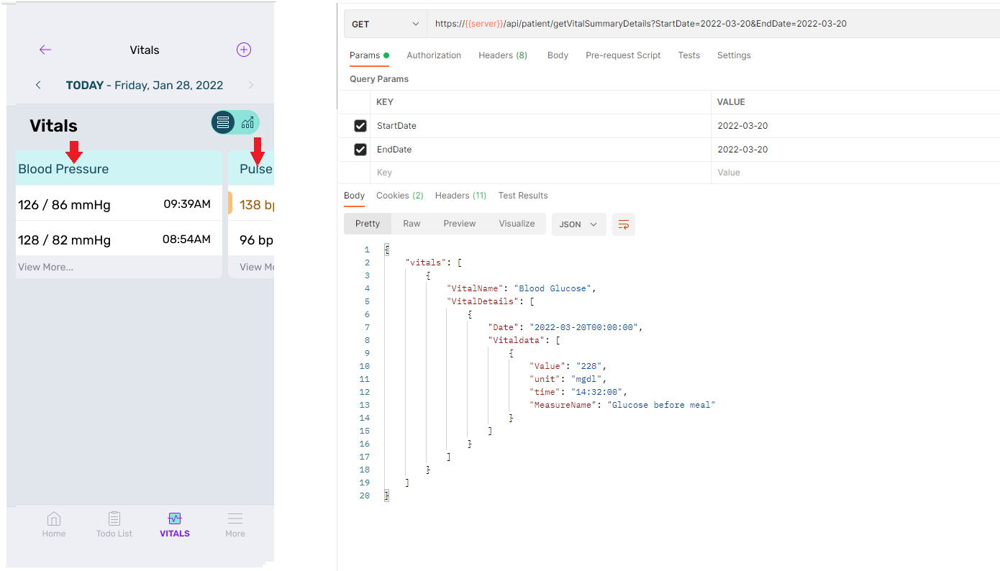 Vitals
TODAY - Friday, Jan 28, 2022
Vitals
Blood Pressure
126 / 86 mmHg 09:39AM
128 / 82 mmHg 08:54AM
View More...
Pulse
138 bp
96 bp
View Mo
Home
Todo List
VITALS
More
GET
https://{{server}}/api/patient/getVitalSummaryDetails?StartDate=2022-03-20&EndDate=2022-03-20
Params Authorization Headers (8) Body Pre-request Script Tests Settings
Query Params
KEY VALUE
StartDate 2022-03-20
EndDate 2022-03-20
Key Value
Body Cookies (2) Headers (11) Test Results
Pretty Raw Preview Visualize JSON
1 {
2 "vitals": [
3 {
4 "VitalName": "Blood Glucose",
5 "VitalDetails": [
6 {
7 "Date": "2022-03-20T00:00:00",
8 "Vitaldata": [
9 {
10 "Value": "228",
11 "unit": "mgdl",
12 "time": "14:32:00",
13 "MeasureName": "Glucose before meal"
14 }
15 ]
16 }
17 ]
18 }
19 ]
20 }